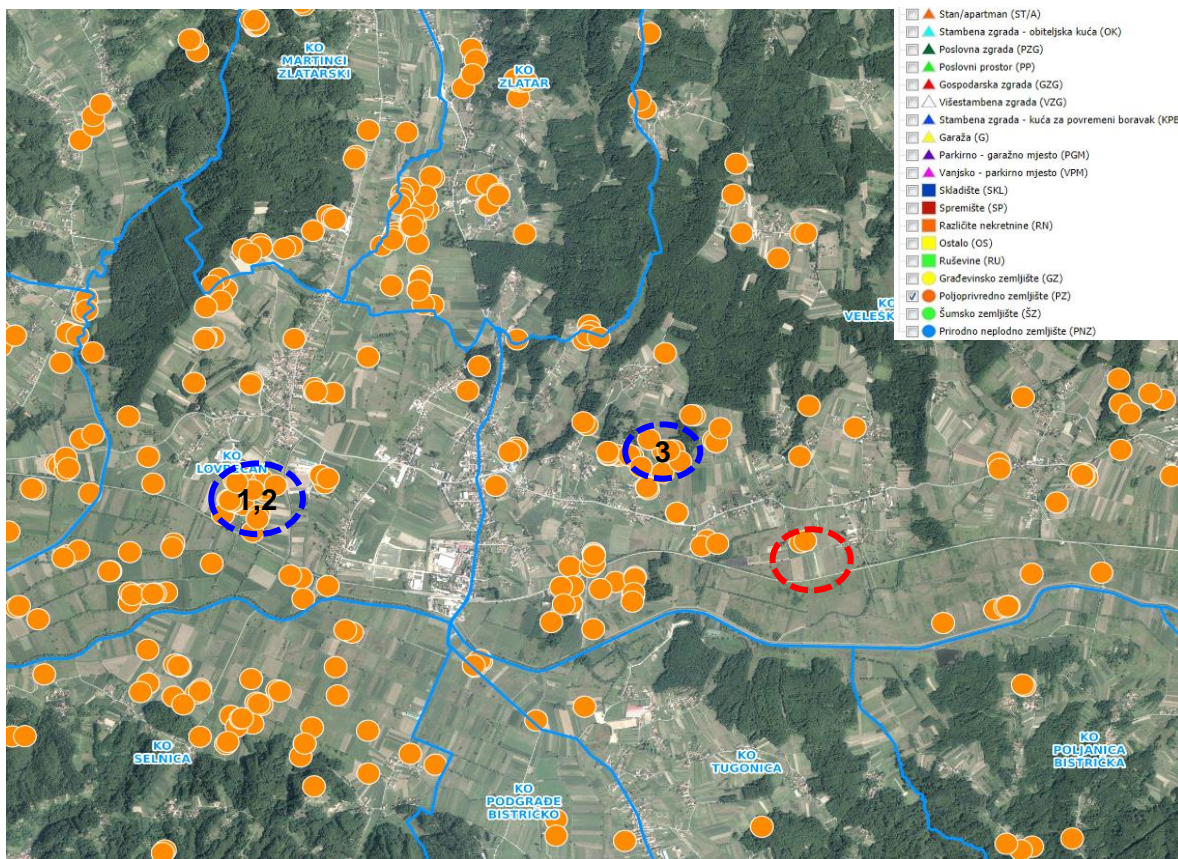 KO
MARTINCI
ZLATARSKI
KO
ZLATAR
Stan/apartman (ST/A)
Stambena zgrada - obiteljska kuća (OK)
Poslovna zgrada (PZG)
Poslovni prostor (PP)
Gospodarska zgrada (GZG)
Višestambena zgrada (VZG)
Stambena zgrada - kuća za povremeni boravak (KPB
Garaža (G)
Parkirno - garažno mjesto (PGM)
Vanjsko - parkirno mjesto (VPM)
Skladište (SKL)
Spremište (SP)
Različite nekretnine (RN)
Ostalo (OS)
Ruševine (RU)
Građevinsko zemljište (GZ)
Poljoprivredno zemljište (PZ)
Šumsko zemljište (ŠZ)
Prirodno neplodno zemljište (PNZ)
KO
KO
LOVREĆAN
1,2
3
KO
SELNICA
KO
PODGRAĐE
BISTRIČKO
KO
TUGONICA
KO
POLJANICA
BISTRIČKA